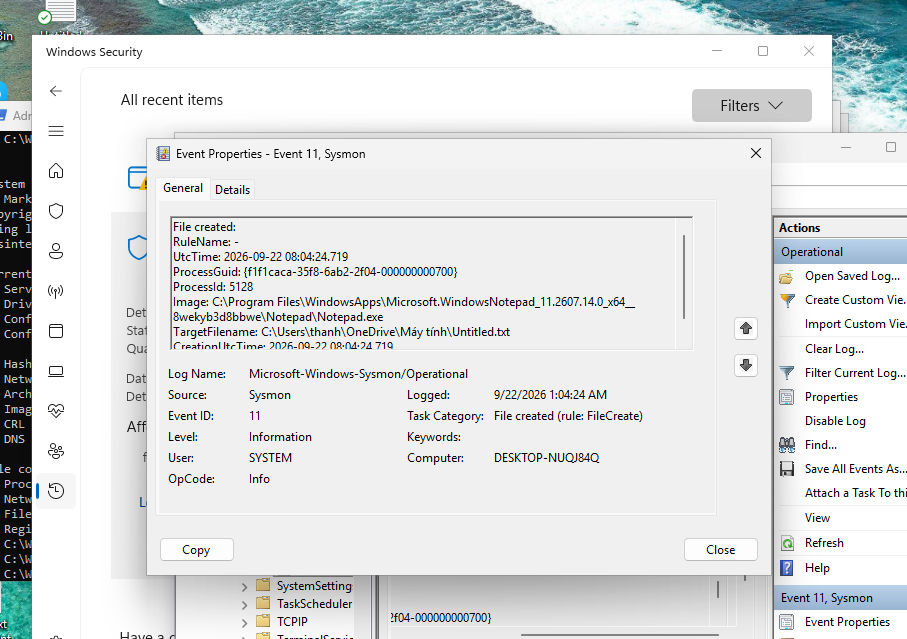 Bin
Windows Security
All recent items
Filters
Adr
C:\W
stem
Mark
pyrig
ing l
sinte
rrent
Serv
Driv
Conf
Conf
Hash
Netw
Arch
Imag
CRL
DNS
le co
Proc
Netw
File
Regi
C:\W
C:\W
C:\W
Det
Stat
Qua
Dat
Det
Aff
Event Properties - Event 11, Sysmon
General
Details
File created:
RuleName: -
UtcTime: 2026-09-22 08:04:24.719
ProcessGuid: {f1f1caca-35f8-6ab2-2f04-000000000700}
ProcessId: 5128
Image: C:\Program Files\WindowsApps\Microsoft.WindowsNotepad_11.2607.14.0_x64__
8wekyb3d8bbwe\Notepad\Notepad.exe
TargetFilename: C:\Users\thanh\OneDrive\Máy tính\Untitled.txt
CreationUtcTime: 2026-09-22 08:04:24.719
Log Name: Microsoft-Windows-Sysmon/Operational
Source: Sysmon Logged: 9/22/2026 1:04:24 AM
Event ID: 11 Task Category: File created (rule: FileCreate)
Level: Information Keywords:
User: SYSTEM Computer: DESKTOP-NUQJ84Q
OpCode: Info
Copy
Close
Actions
Operational
Open Saved Log...
Create Custom Vie.
Import Custom Vie.
Clear Log...
Filter Current Log...
Properties
Disable Log
Find...
Save All Events As...
Attach a Task To thi
View
Refresh
Help
Event 11, Sysmon
Event Properties
SystemSetting
TaskScheduler
TCPIP
2f04-000000000700}
Have a